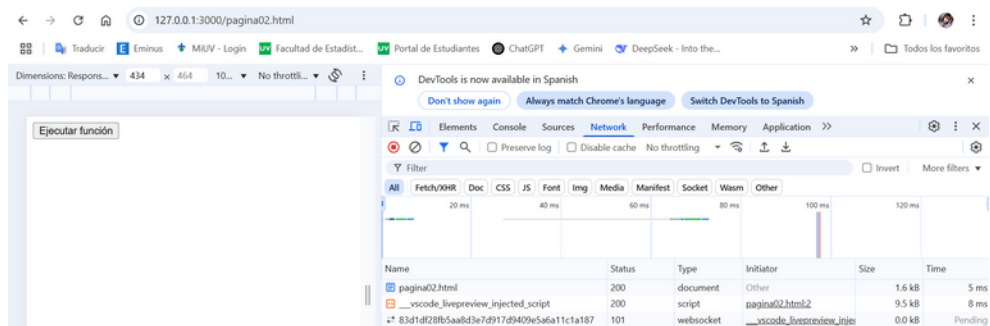 127.0.0.1:3000/pagina02.html
Traducir Eminus MiUV - Login Facultad de Estadíst... Portal de Estudiantes ChatGPT Gemini DeepSeek - Into the... » Todos los favoritos
Dimensions: Respons... 434 x 464 10... No throttli...
Ejecutar función
DevTools is now available in Spanish
Don't show again Always match Chrome's language Switch DevTools to Spanish
Elements Console Sources Network Performance Memory Application »
Preserve log Disable cache No throttling
Filter Invert More filters
All Fetch/XHR Doc CSS JS Font Img Media Manifest Socket Wasm Other
20 ms 40 ms 60 ms 80 ms 100 ms 120 ms
Name Status Type Initiator Size Time
pagina02.html 200 document Other 1.6 kB 5 ms
___vscode_livepreview_injected_script 200 script pagina02.html:2 9.5 kB 8 ms
83d1df28fb5aa8d3e7d917d9409e5a6a11c1a187 101 websocket ___vscode_livepreview_injec 0.0 kB Pending